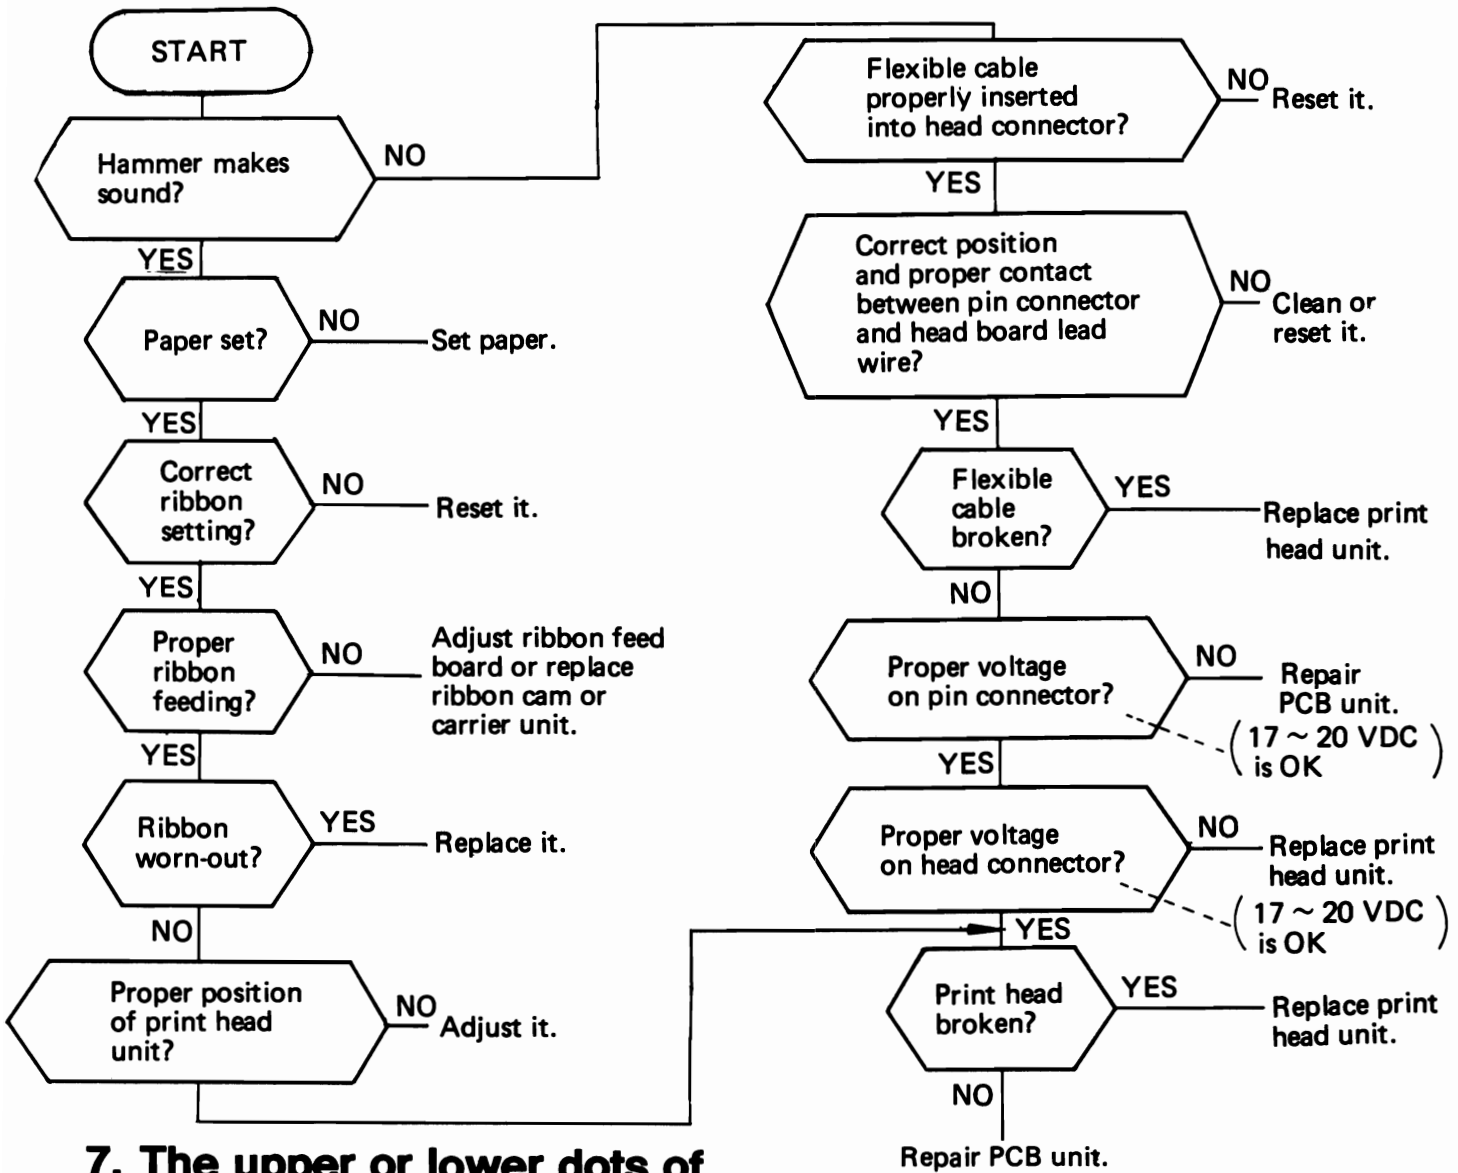 START
Hammer makes
sound?
NO
YES
Paper set?
NO
Set paper.
YES
Correct
ribbon
setting?
NO
Reset it.
YES
Proper
ribbon
feeding?
NO
Adjust ribbon feed
board or replace
ribbon cam or
carrier unit.
YES
Ribbon
worn-out?
YES
Replace it.
NO
Proper position
of print head
unit?
NO
Adjust it.
Flexible cable
properly inserted
into head connector?
NO
Reset it.
YES
Correct position
and proper contact
between pin connector
and head board lead
wire?
NO
Clean or
reset it.
YES
Flexible
cable
broken?
YES
Replace print
head unit.
NO
Proper voltage
on pin connector?
NO
Repair
PCB unit.
(17 ~ 20 VDC
is OK)
YES
Proper voltage
on head connector?
NO
Replace print
head unit.
(17 ~ 20 VDC
is OK)
YES
Print head
broken?
YES
Replace print
head unit.
NO
Repair PCB unit.
7. The upper or lower dots of